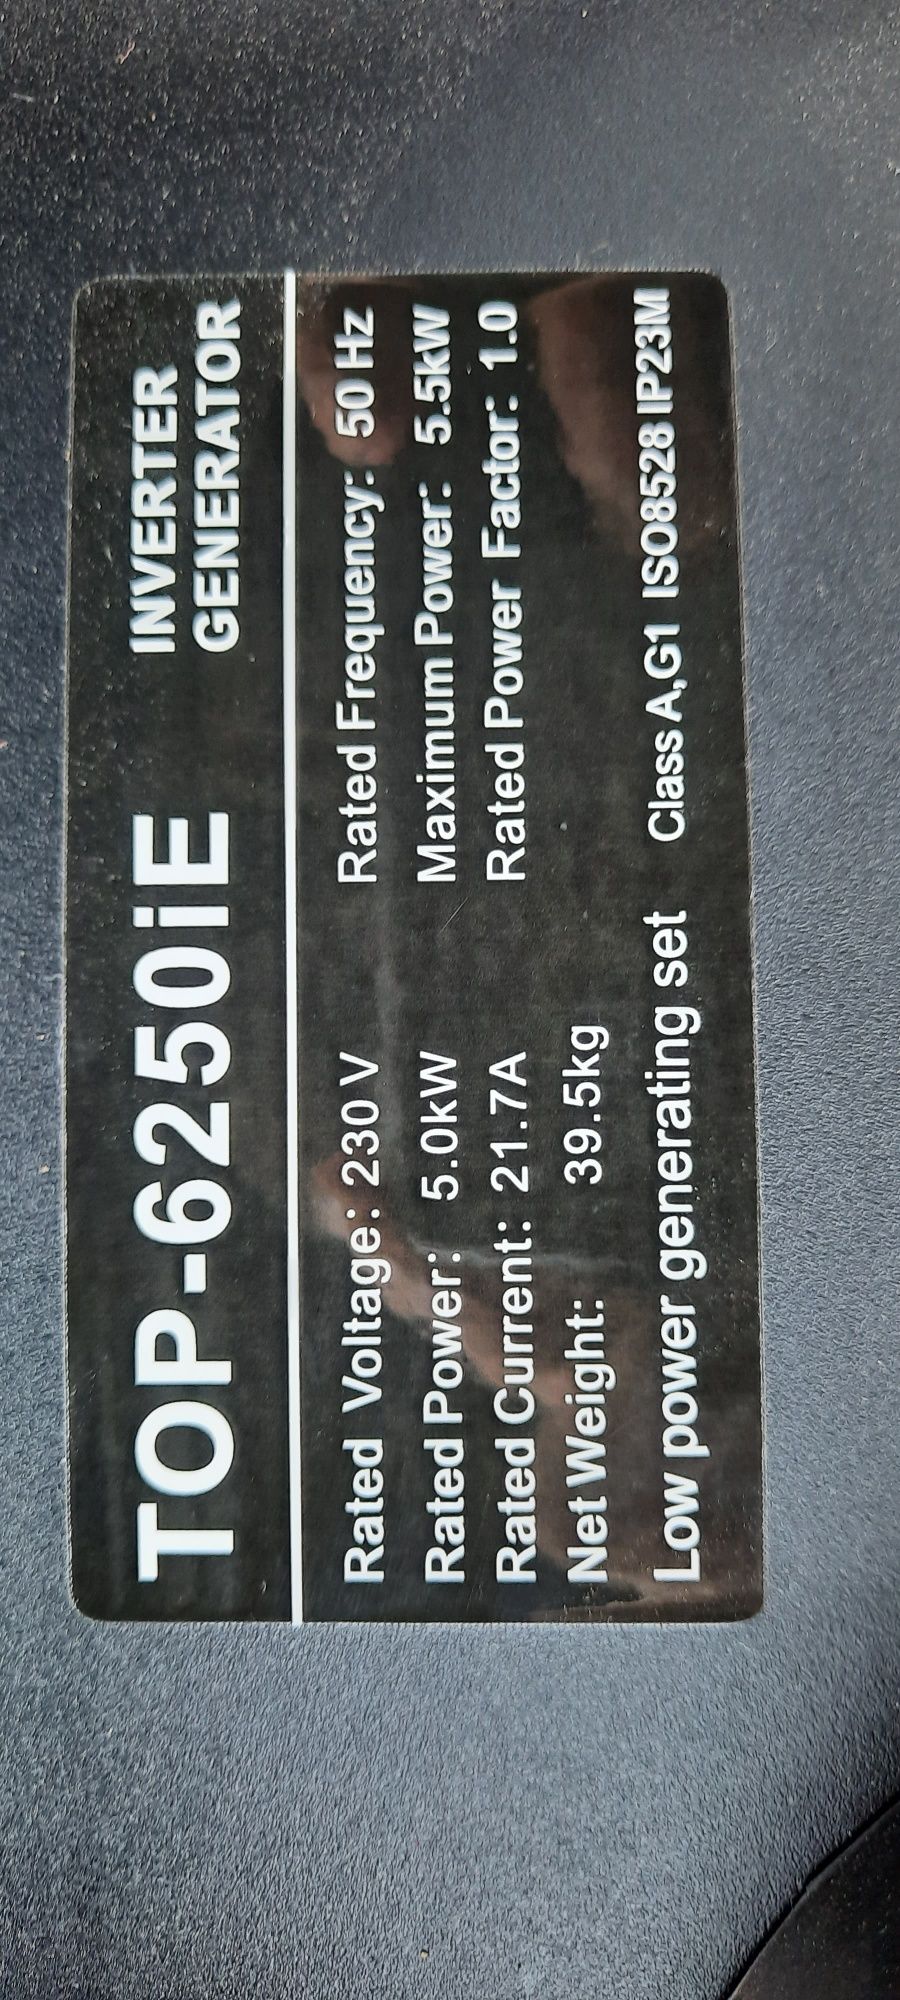 TOP-6250iE INVERTER
GENERATOR
Rated Voltage: 230 V Rated Frequency: 50 Hz
Rated Power: 5.0kW Maximum Power: 5.5kW
Rated Current: 21.7A Rated Power Factor: 1.0
Net Weight: 39.5kg
Low power generating set Class A,G1 ISO8528 IP23M